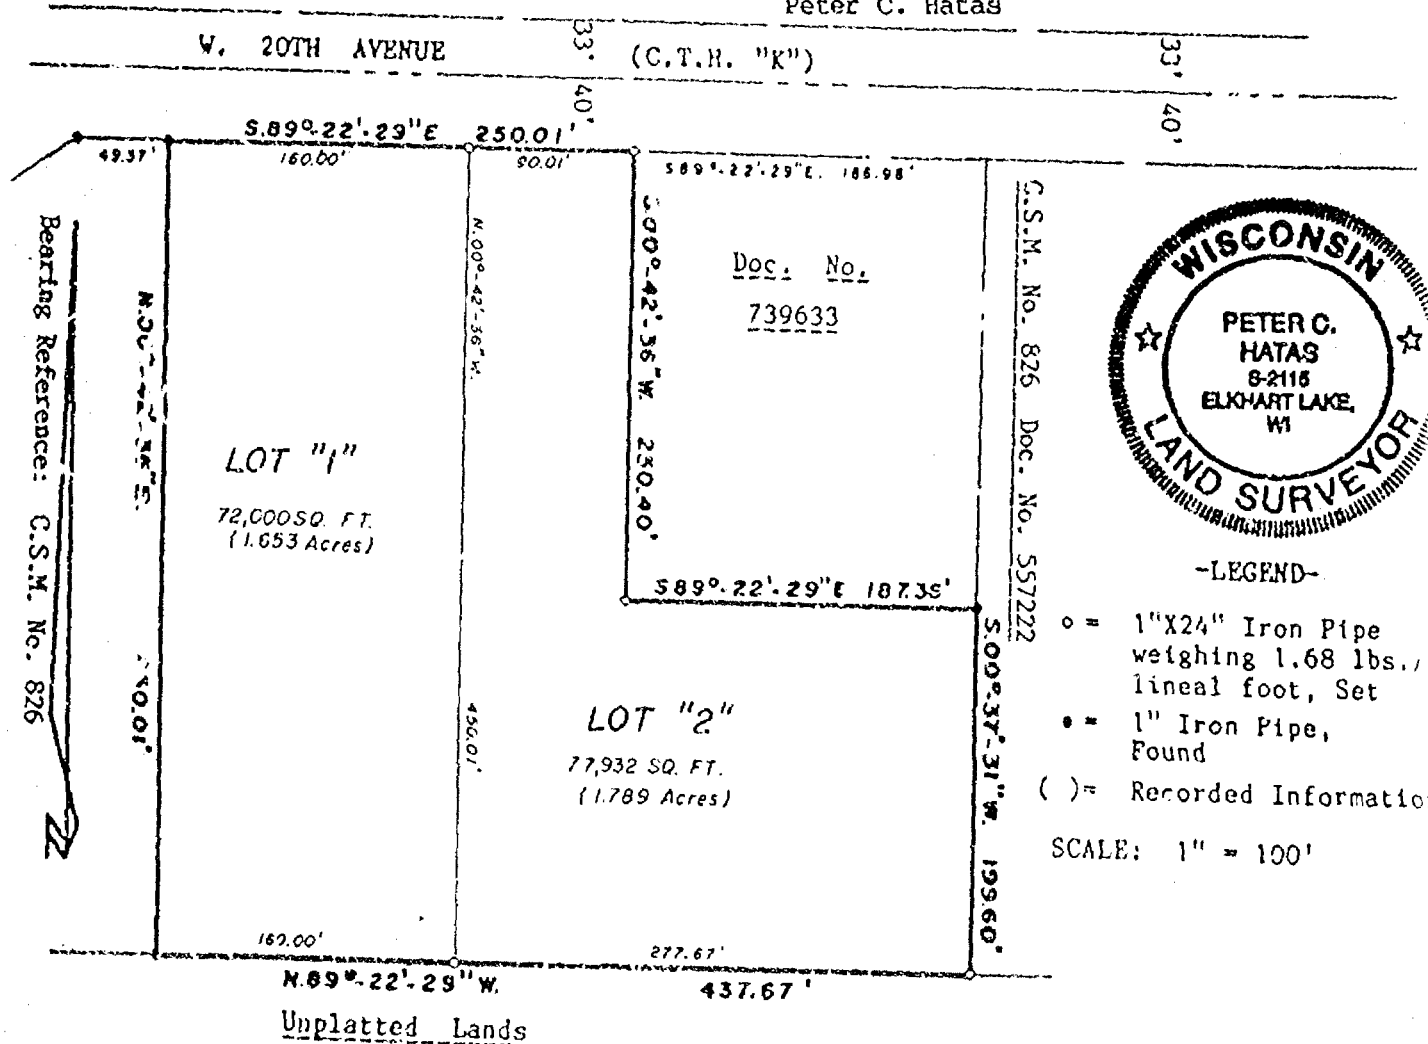 Peter C. Hatas
W. 20TH AVENUE
33'
(C.T.H. "K")
33'
40'
40'
S.89°-22'-29"E 250.01'
49.37'
160.00'
90.01'
S89°-22'-29"E. 186.98'
Bearing Reference: C.S.M. No. 826
N.00°-42'-36"W.
450.01'
S.00°-42'-36"W. 230.40'
Doc. No.
739633
C.S.M. No. 826 Doc. No. 557222
WISCONSIN
PETER C.
HATAS
S-2115
ELKHART LAKE,
WI
LAND SURVEYOR
LOT "1"
72,000 SQ. FT.
(1.653 Acres)
S89°-22'-29"E 187.35'
S.00°-37'-31"W. 199.60'
LOT "2"
77,932 SQ. FT.
(1.789 Acres)
-LEGEND-
o = 1"X24" Iron Pipe
weighing 1.68 lbs./
lineal foot, Set
• = 1" Iron Pipe,
Found
( )= Recorded Informatio
SCALE: 1" = 100'
N
160.00'
277.67'
N.89°-22'-29"W.
437.67'
Unplatted Lands